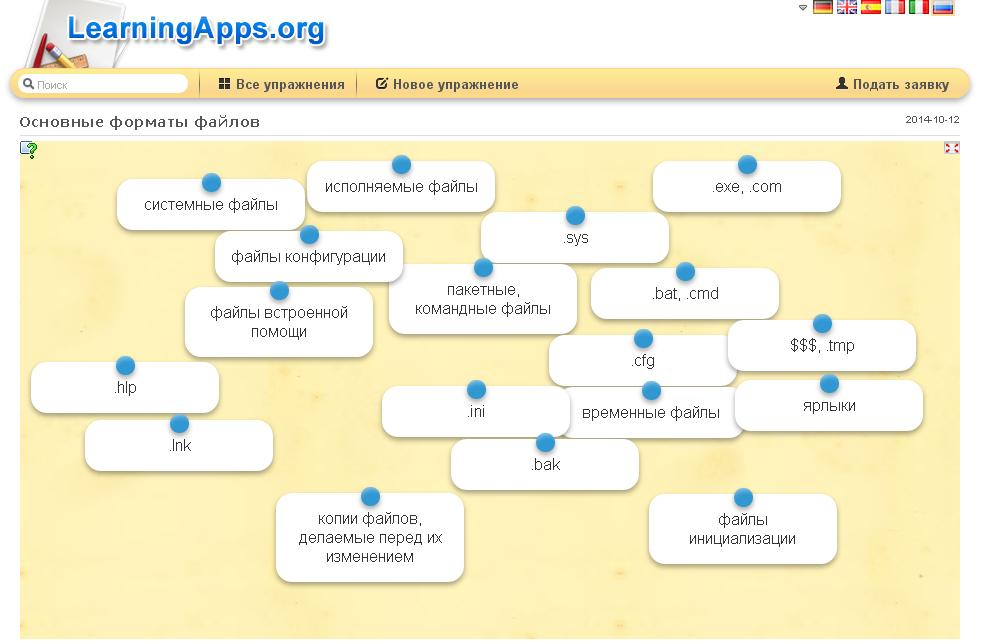 LearningApps.org
Поиск
Все упражнения
Новое упражнение
Подать заявку
Основные форматы файлов
2014-10-12
системные файлы
исполняемые файлы
.exe, .com
.sys
файлы конфигурации
пакетные,
командные файлы
.bat, .cmd
файлы встроенной
помощи
$$$, .tmp
.cfg
.hlp
.ini
временные файлы
ярлыки
.lnk
.bak
копии файлов,
делаемые перед их
изменением
файлы
инициализации